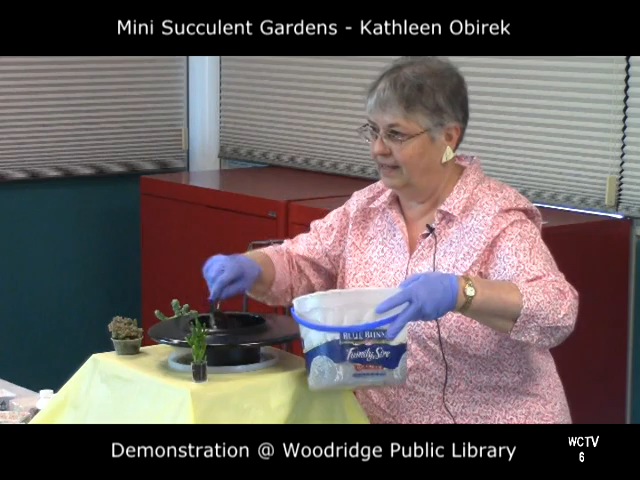 Mini Succulent Gardens - Kathleen Obirek
BLUE BUNNY
Family Size
Demonstration @ Woodridge Public Library
WCTV
6